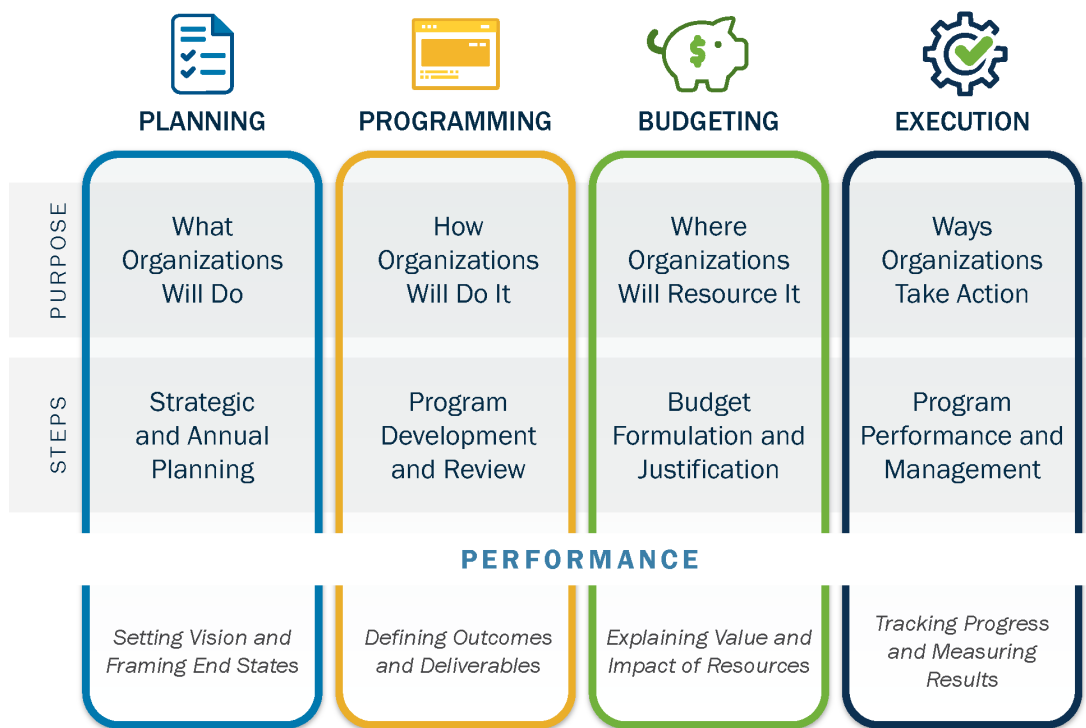 PLANNING
PROGRAMMING
BUDGETING
EXECUTION
PURPOSE
What
Organizations
Will Do
How
Organizations
Will Do It
Where
Organizations
Will Resource It
Ways
Organizations
Take Action
STEPS
Strategic
and Annual
Planning
Program
Development
and Review
Budget
Formulation and
Justification
Program
Performance and
Management
PERFORMANCE
Setting Vision and
Framing End States
Defining Outcomes
and Deliverables
Explaining Value and
Impact of Resources
Tracking Progress
and Measuring
Results